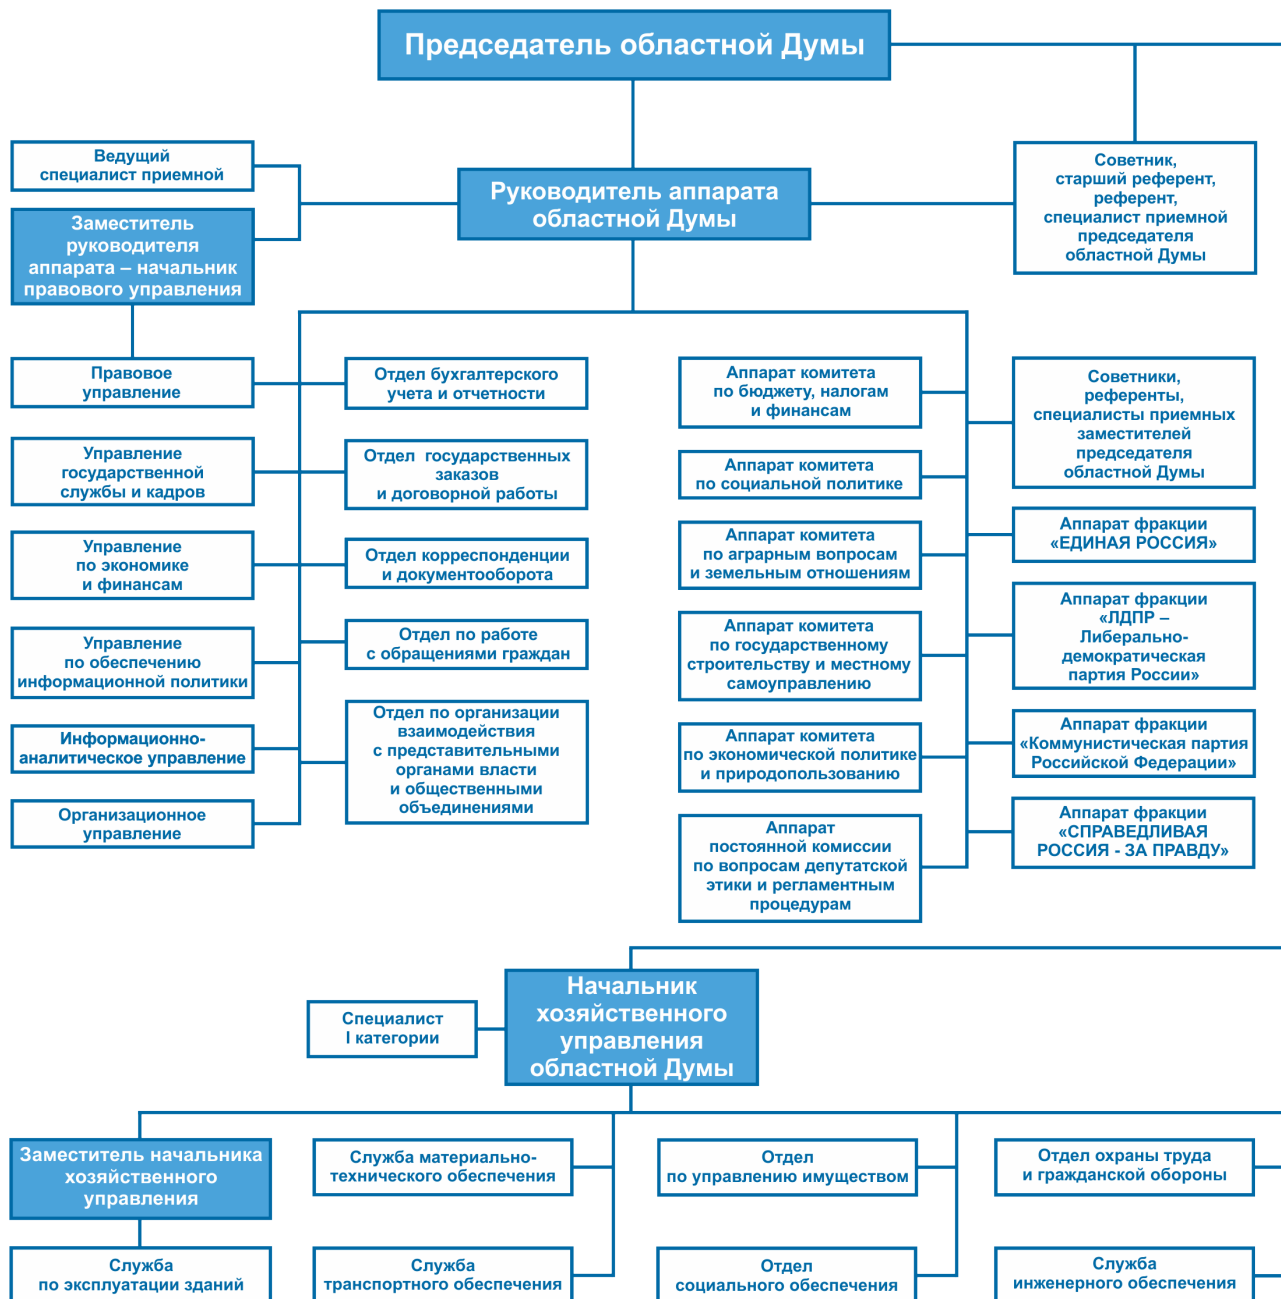 Председатель областной Думы
Ведущий
специалист приемной
Заместитель
руководителя
аппарата – начальник
правового управления
Руководитель аппарата
областной Думы
Советник,
старший референт,
референт,
специалист приемной
председателя
областной Думы
Правовое
управление
Управление
государственной
службы и кадров
Управление
по экономике
и финансам
Управление
по обеспечению
информационной политики
Информационно-
аналитическое управление
Организационное
управление
Отдел бухгалтерского
учета и отчетности
Отдел государственных
заказов
и договорной работы
Отдел корреспонденции
и документооборота
Отдел по работе
с обращениями граждан
Отдел по организации
взаимодействия
с представительными
органами власти
и общественными
объединениями
Аппарат комитета
по бюджету, налогам
и финансам
Аппарат комитета
по социальной политике
Аппарат комитета
по аграрным вопросам
и земельным отношениям
Аппарат комитета
по государственному
строительству и местному
самоуправлению
Аппарат комитета
по экономической политике
и природопользованию
Аппарат
постоянной комиссии
по вопросам депутатской
этики и регламентным
процедурам
Советники,
референты,
специалисты приемных
заместителей
председателя
областной Думы
Аппарат фракции
«ЕДИНАЯ РОССИЯ»
Аппарат фракции
«ЛДПР –
Либерально-
демократическая
партия России»
Аппарат фракции
«Коммунистическая партия
Российской Федерации»
Аппарат фракции
«СПРАВЕДЛИВАЯ
РОССИЯ - ЗА ПРАВДУ»
Специалист
I категории
Начальник
хозяйственного
управления
областной Думы
Заместитель начальника
хозяйственного
управления
Служба
по эксплуатации зданий
Служба материально-
технического обеспечения
Служба
транспортного обеспечения
Отдел
по управлению имуществом
Отдел
социального обеспечения
Отдел охраны труда
и гражданской обороны
Служба
инженерного обеспечения